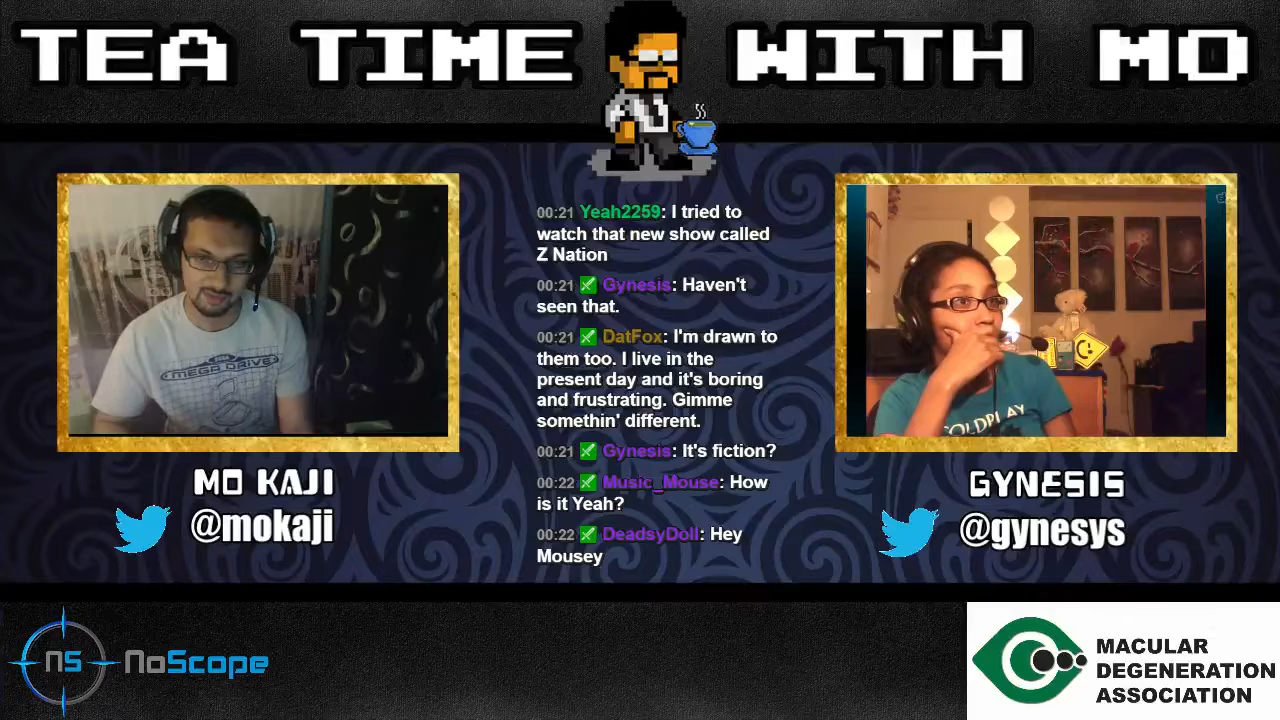 TEA TIME WITH MO
00:21 Yeah2259: I tried to
watch that new show called
Z Nation
00:21 Gynesis: Haven't
seen that.
00:21 DatFox: I'm drawn to
them too. I live in the
present day and it's boring
and frustrating. Gimme
somethin' different.
00:21 Gynesis: It's fiction?
00:22 Music_Mouse: How
is it Yeah?
00:22 DeadsyDoll: Hey
Mousey
MEGA DRIVE
COLDPLAY
MO KAJI
@mokaji
GYNESIS
@gynesys
NS NoScope
MACULAR
DEGENERATION
ASSOCIATION